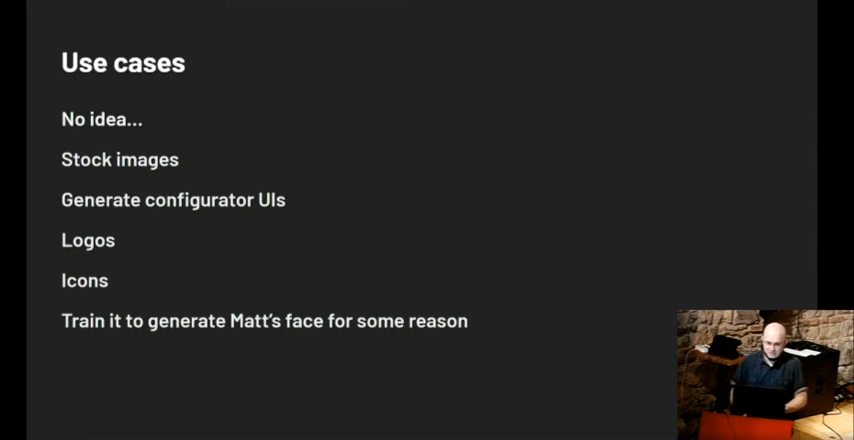 Use cases
No idea...
Stock images
Generate configurator UIs
Logos
Icons
Train it to generate Matt's face for some reason